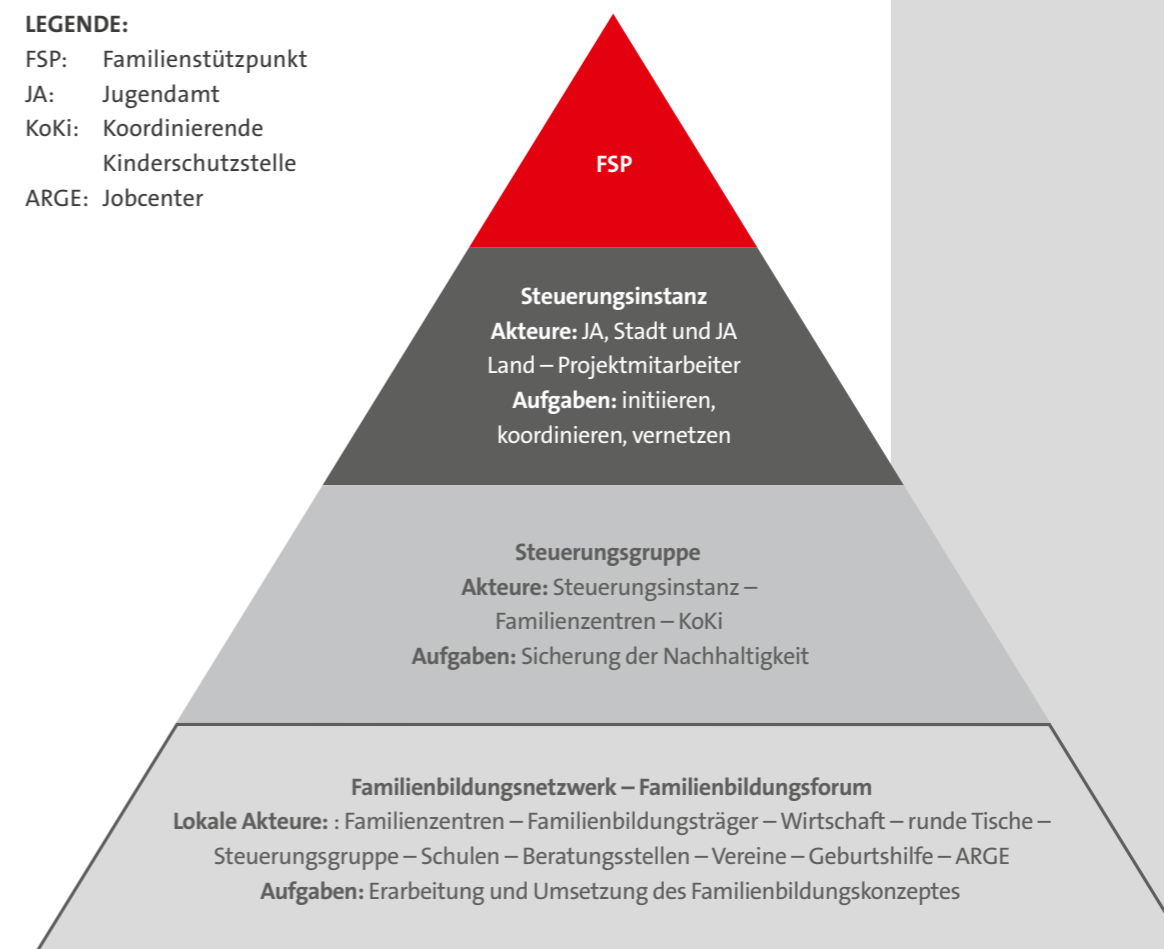 LEGENDE:
FSP: Familienstützpunkt
JA: Jugendamt
KoKi: Koordinierende
Kinderschutzstelle
ARGE: Jobcenter
FSP
Steuerungsinstanz
Akteure: JA, Stadt und JA
Land – Projektmitarbeiter
Aufgaben: initiieren,
koordinieren, vernetzen
Steuerungsgruppe
Akteure: Steuerungsinstanz –
Familienzentren – KoKi
Aufgaben: Sicherung der Nachhaltigkeit
Familienbildungsnetzwerk – Familienbildungsforum
Lokale Akteure: : Familienzentren – Familienbildungsträger – Wirtschaft – runde Tische –
Steuerungsgruppe – Schulen – Beratungsstellen – Vereine – Geburtshilfe – ARGE
Aufgaben: Erarbeitung und Umsetzung des Familienbildungskonzeptes